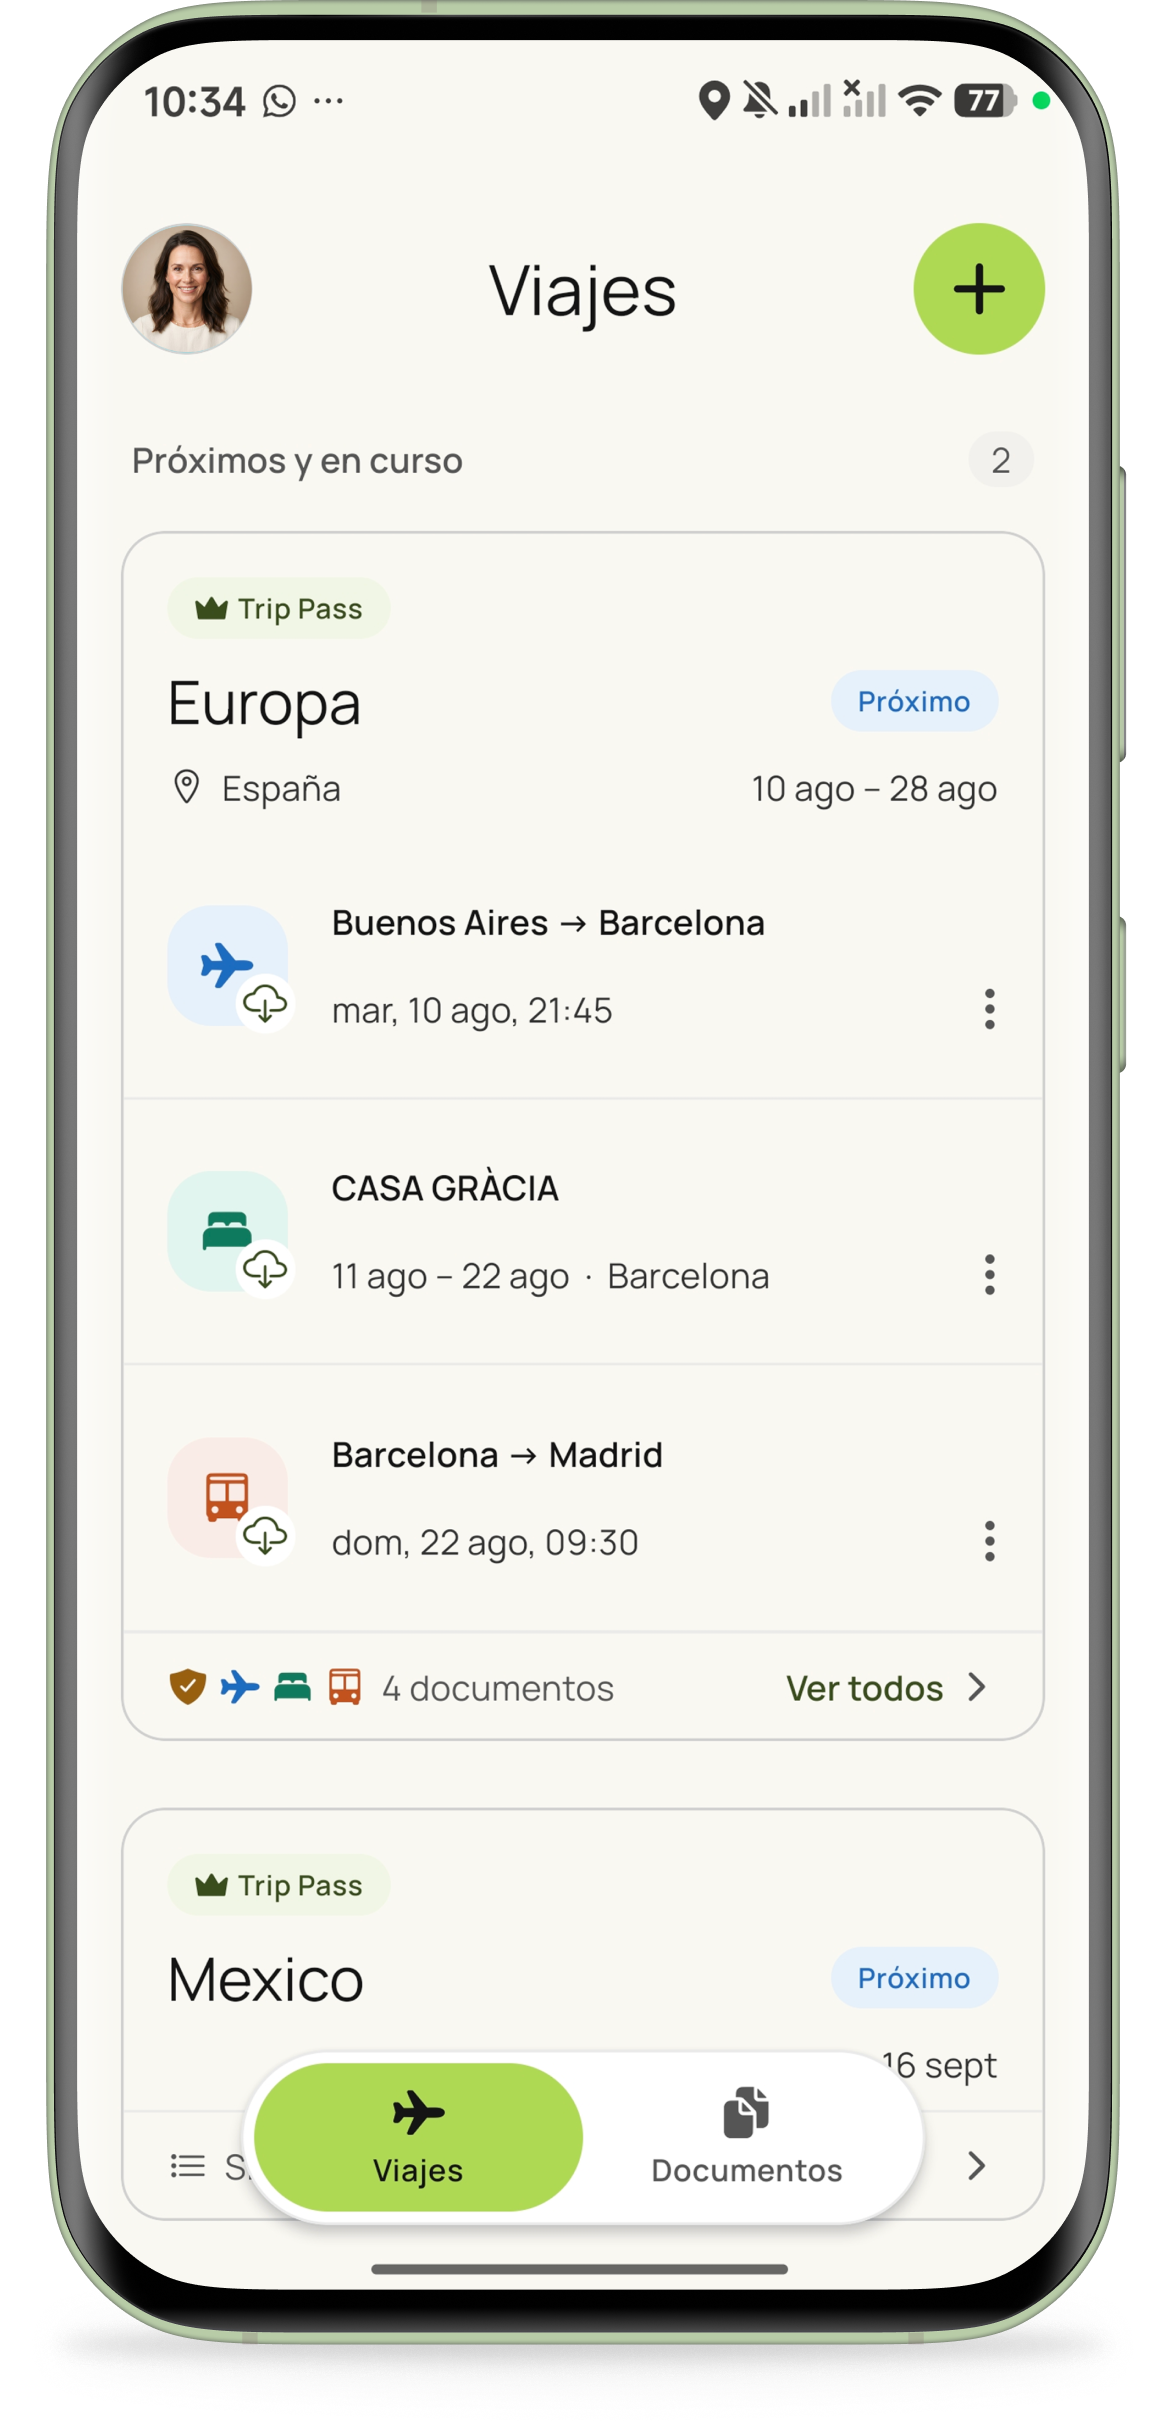 10:34 ...
77
Viajes
Próximos y en curso 2
Trip Pass
Europa Próximo
España 10 ago – 28 ago
Buenos Aires → Barcelona
mar, 10 ago, 21:45
CASA GRÀCIA
11 ago – 22 ago · Barcelona
Barcelona → Madrid
dom, 22 ago, 09:30
4 documentos Ver todos
Trip Pass
Mexico Próximo
16 sept
Viajes
Documentos